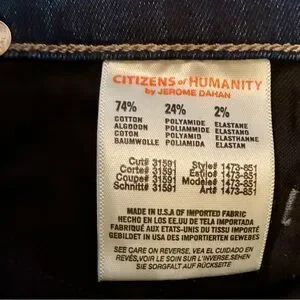 CITIZENS of HUMANITY
by JEROME DAHAN
74% 24% 2%
COTTON POLYAMIDE ELASTANE
ALGODON POLIAMMIDE ELASTANO
COTON POLYAMID ELASTHANNE
BAUMWOLLE POLIAMIDA ELASTAN
Cut# 31591 Style# 1473-851
Corte# 31591 Estilo# 1473-851
Coupe# 31591 Modele# 1473-851
Schnitt# 31591 Art# 1473-851
MADE IN U.S.A OF IMPORTED FABRIC
HECHO EN LOS EE.UU DE TELA IMPORTADA
FABRIQUÉ AUX ETATS-UNIS DU TISSU IMPORTÉ
GEBILDET IN USA DES IMPORTIERTEN GEWEBES
SEE CARE ON REVERSE. VEA EL CUIDADO EN
REVÉS.VOIR LE SOIN SUR L'INVERSE.SEHEN
SIE SORGFALT AUF RÜCKSEITE